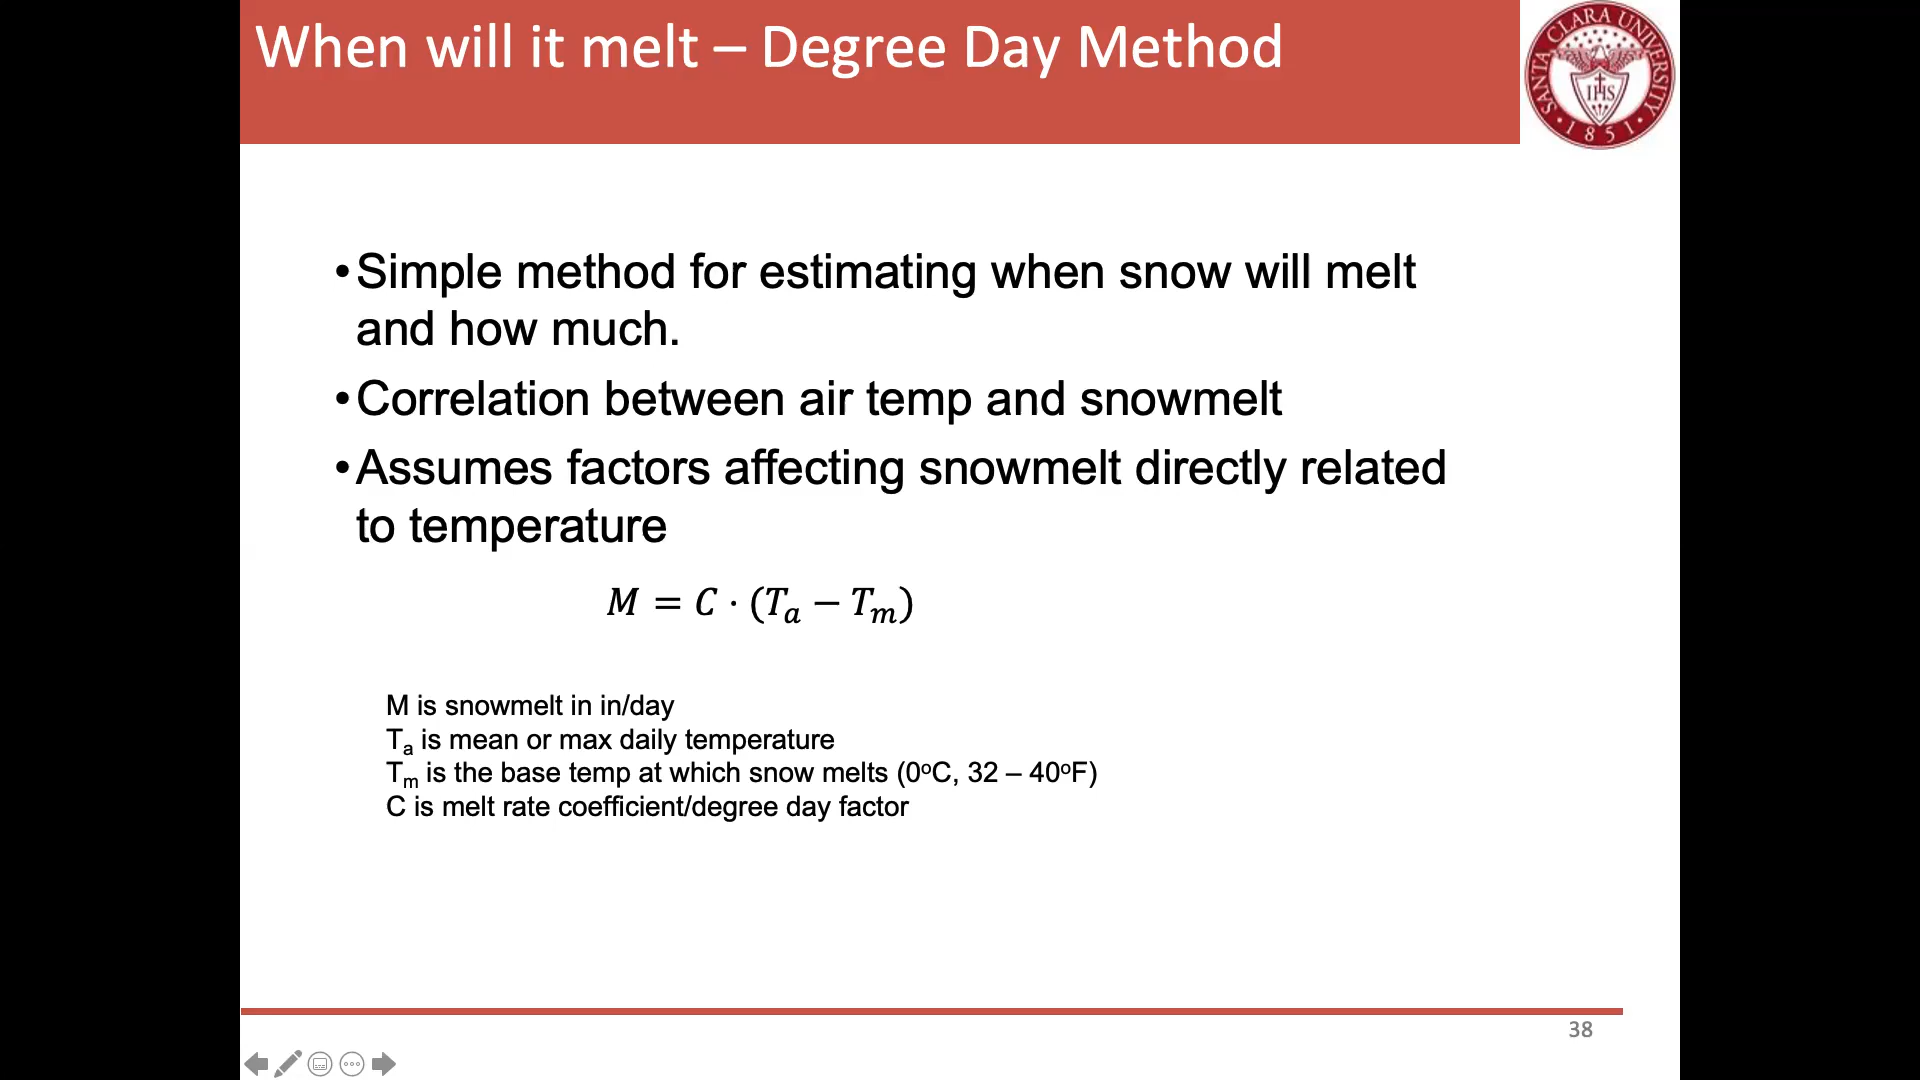 When will it melt – Degree Day Method
SANTA CLARA UNIVERSITY
IHS
• 1851 •
•Simple method for estimating when snow will melt
and how much.
•Correlation between air temp and snowmelt
•Assumes factors affecting snowmelt directly related
to temperature
M = C · (Tₐ − Tₘ)
M is snowmelt in in/day
Tₐ is mean or max daily temperature
Tₘ is the base temp at which snow melts (0ºC, 32 – 40ºF)
C is melt rate coefficient/degree day factor
38